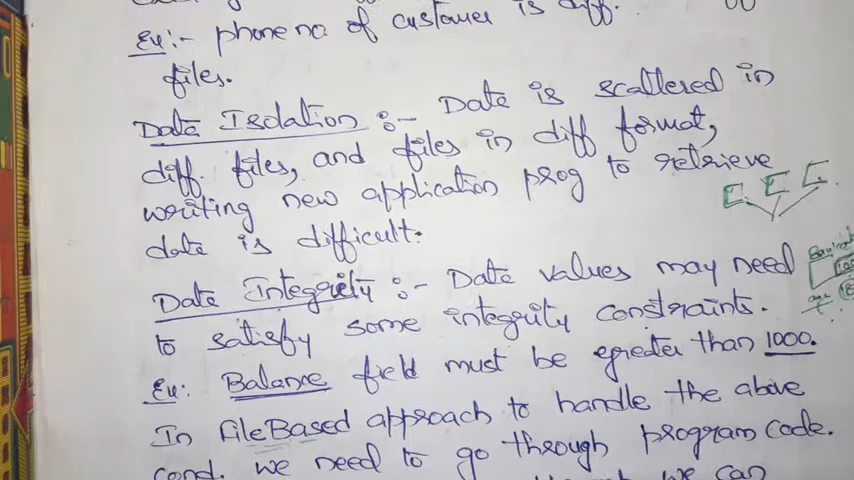 Ex:- phone no of customer is diff.
files.
Data Isolation :- Data is scattered in
diff. files, and files in diff format,
writing new application prog to retrieve
data is difficult.
Data Integrity :- Data values may need
to satisfy some integrity constraints.
Ex: Balance field must be greater than 1000.
In FileBased approach to handle the above
cond. we need to go through program code.
we can